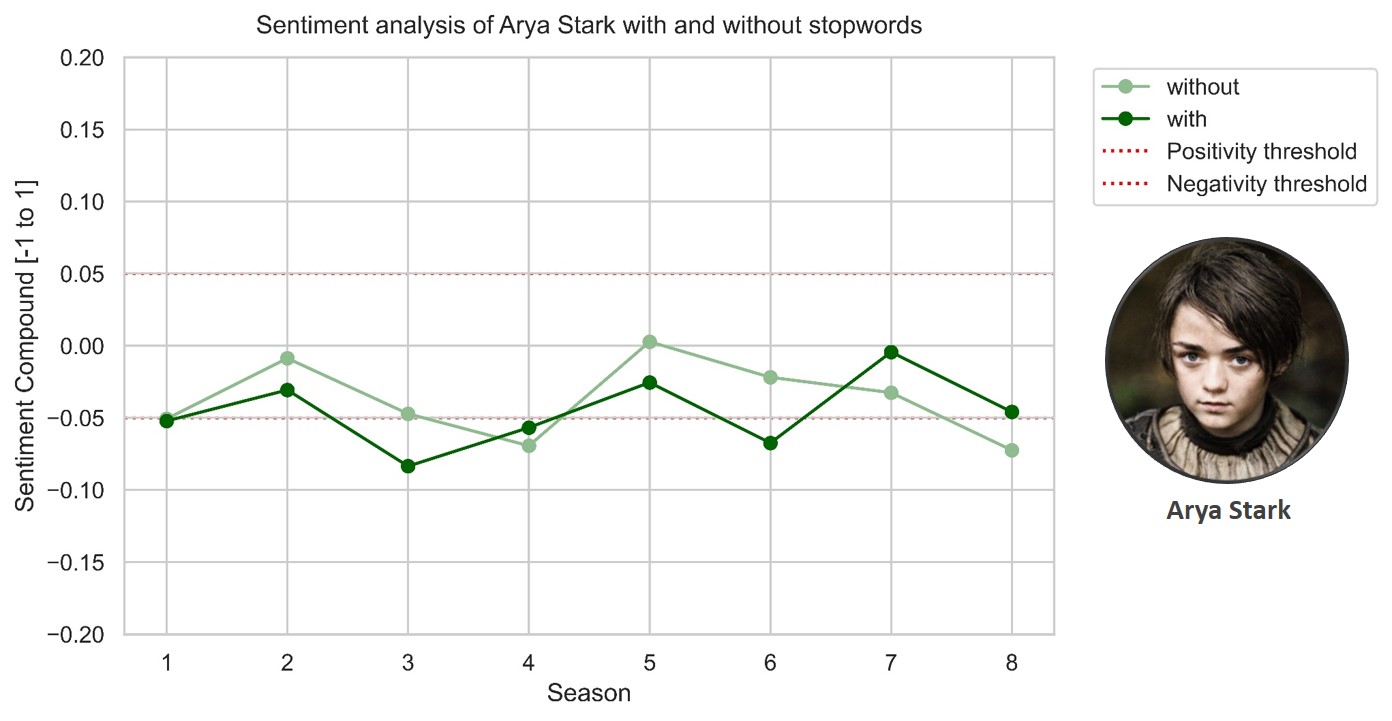 Sentiment analysis of Arya Stark with and without stopwords
Sentiment Compound [-1 to 1]
0.20
0.15
0.10
0.05
0.00
−0.05
−0.10
−0.15
−0.20
1 2 3 4 5 6 7 8
Season
without
with
Positivity threshold
Negativity threshold
Arya Stark